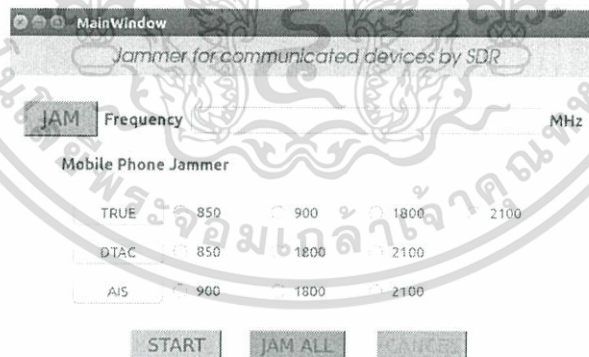 MainWindow
Jammer for communicated devices by SDR
JAM Frequency MHz
Mobile Phone Jammer
TRUE 850 900 1800 2100
DTAC 850 1800 2100
AIS 900 1800 2100
START JAM ALL CANCEL